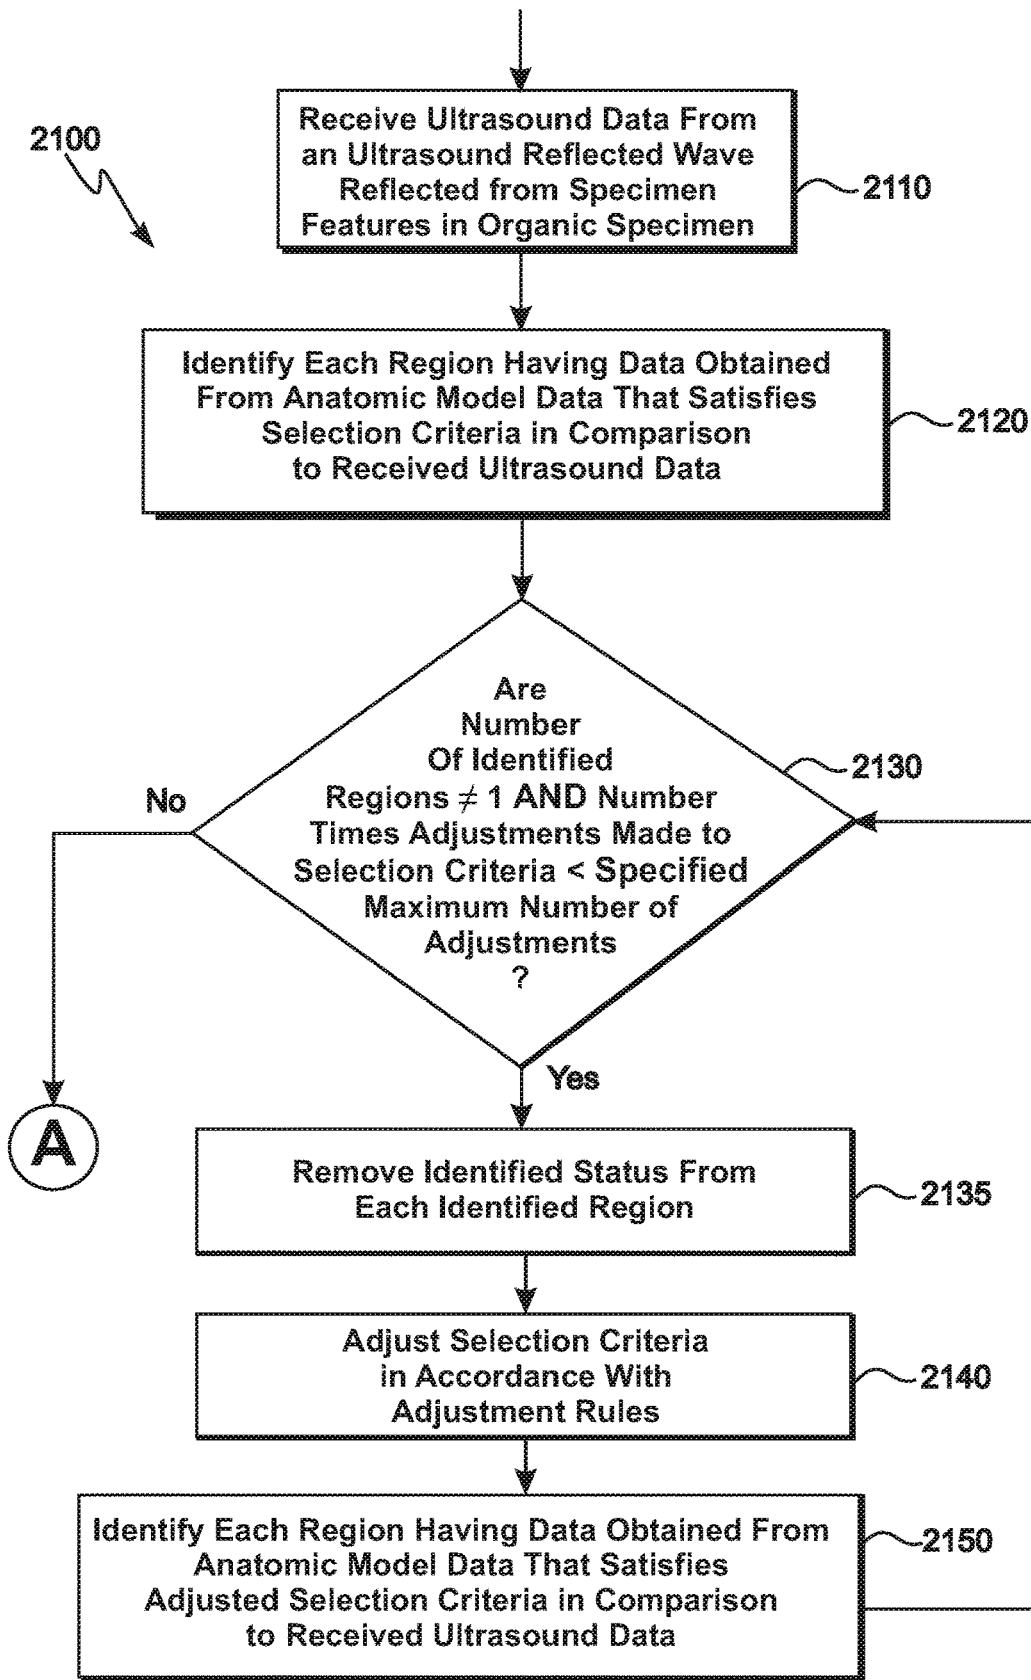 2100
Receive Ultrasound Data From
an Ultrasound Reflected Wave
Reflected from Specimen
Features in Organic Specimen
2110
Identify Each Region Having Data Obtained
From Anatomic Model Data That Satisfies
Selection Criteria in Comparison
to Received Ultrasound Data
2120
Are
Number
Of Identified
Regions ≠ 1 AND Number
Times Adjustments Made to
Selection Criteria < Specified
Maximum Number of
Adjustments
?
2130
No
A
Yes
Remove Identified Status From
Each Identified Region
2135
Adjust Selection Criteria
in Accordance With
Adjustment Rules
2140
Identify Each Region Having Data Obtained From
Anatomic Model Data That Satisfies
Adjusted Selection Criteria in Comparison
to Received Ultrasound Data
2150